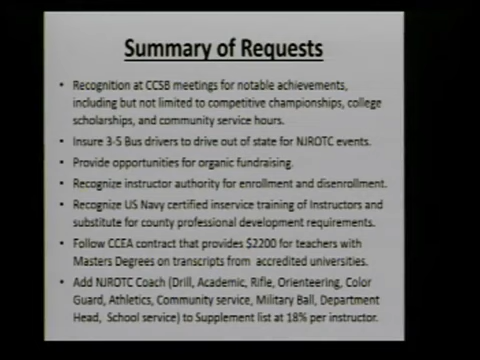 Summary of Requests
• Recognition at CCSB meetings for notable achievements,
including but not limited to competitive championships, college
scholarships, and community service hours.
• Insure 3-5 Bus drivers to drive out of state for NJROTC events.
• Provide opportunities for organic fundraising.
• Recognize instructor authority for enrollment and disenrollment.
• Recognize US Navy certified inservice training of Instructors and
substitute for county professional development requirements.
• Follow CCEA contract that provides $2200 for teachers with
Masters Degrees on transcripts from accredited universities.
• Add NJROTC Coach (Drill, Academic, Rifle, Orienteering, Color
Guard, Athletics, Community service, Military Ball, Department
Head, School service) to Supplement list at 18% per instructor.